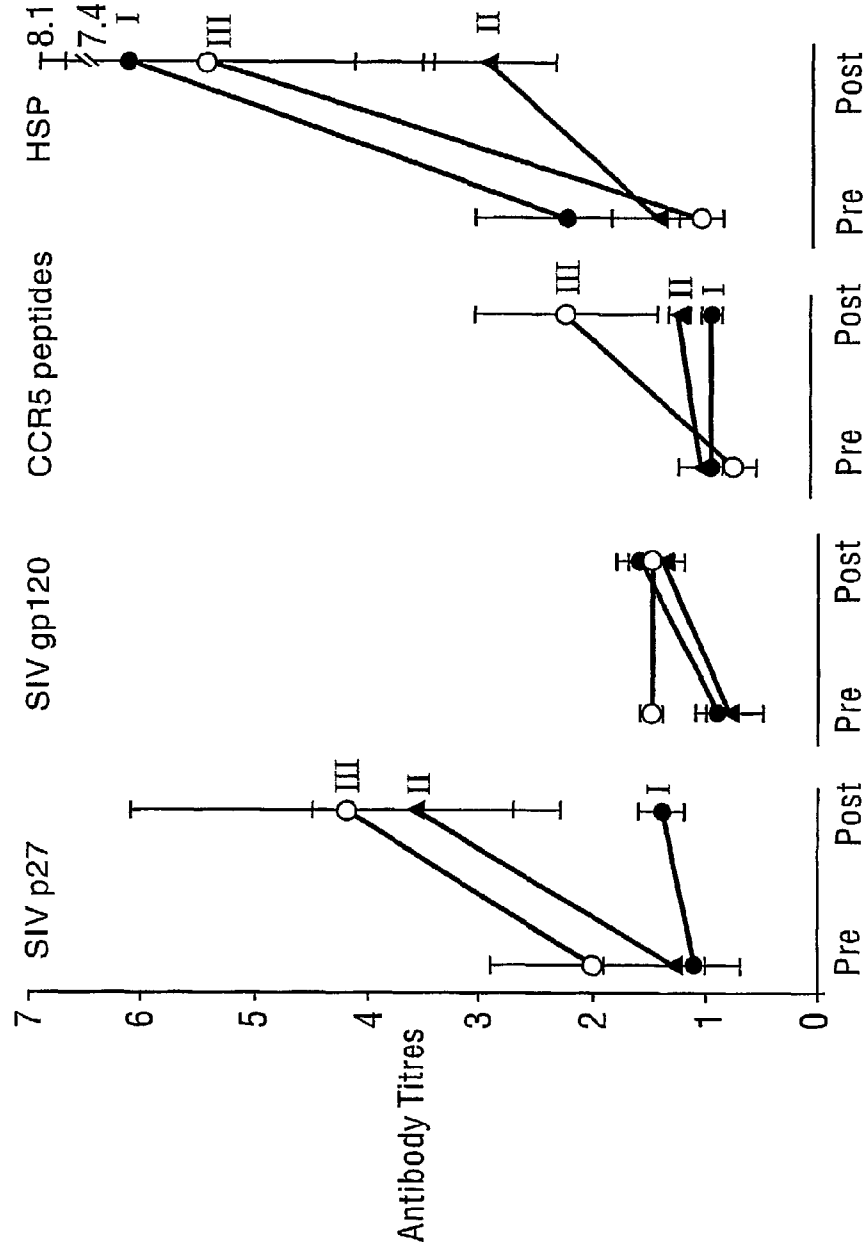 SIV p27
SIV gp120
CCR5 peptides
HSP
8.1
7.4
Antibody Titres
7
6
5
4
3
2
1
0
III
II
I
III
II
I
I
III
II
Pre Post
Pre Post
Pre Post
Pre Post